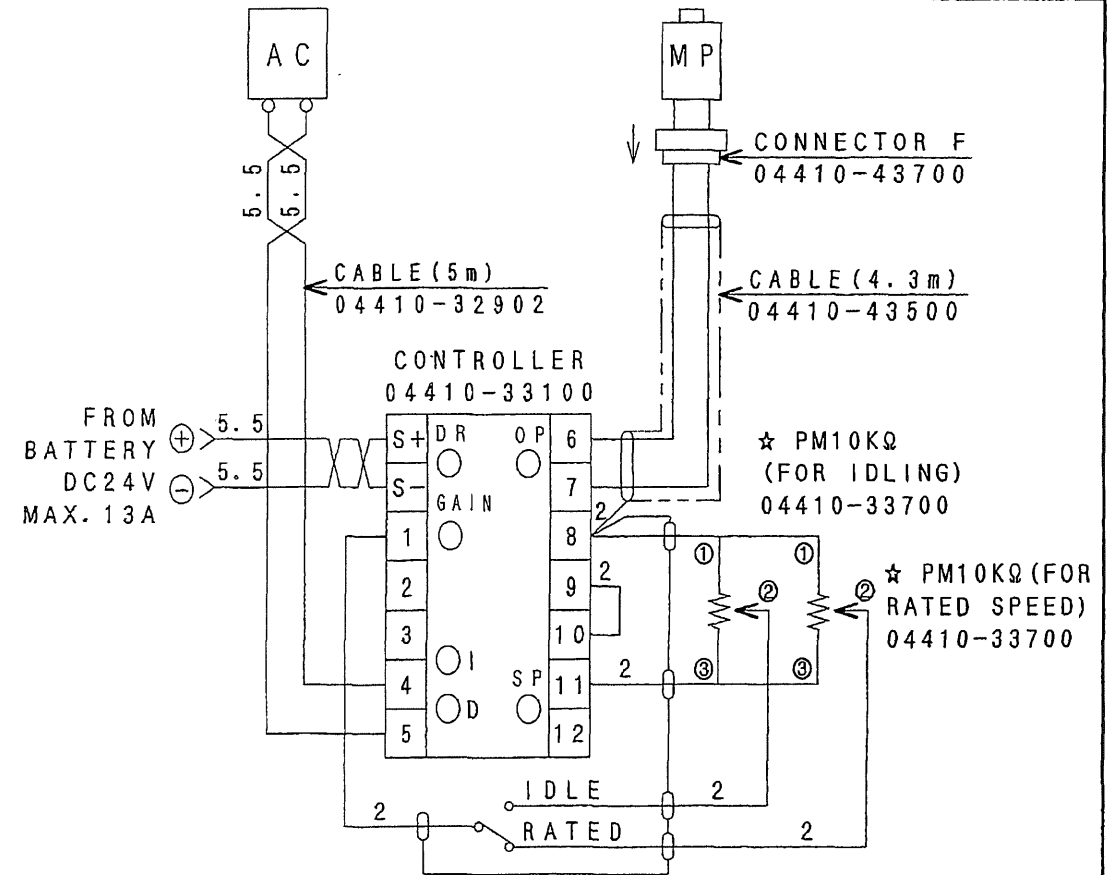 AC
MP
CONNECTOR F
04410-43700
5.5
5.5
CABLE(5m)
04410-32902
CABLE(4.3m)
04410-43500
CONTROLLER
04410-33100
FROM
BATTERY
DC24V
MAX.13A
+
5.5
−
5.5
S+
S-
1
2
3
4
5
DR
OP
GAIN
I
D
SP
6
7
8
9
10
11
12
☆ PM10KΩ
(FOR IDLING)
04410-33700
2
2
2
①
②
③
①
②
③
☆ PM10KΩ(FOR
RATED SPEED)
04410-33700
IDLE
2
2
RATED
2